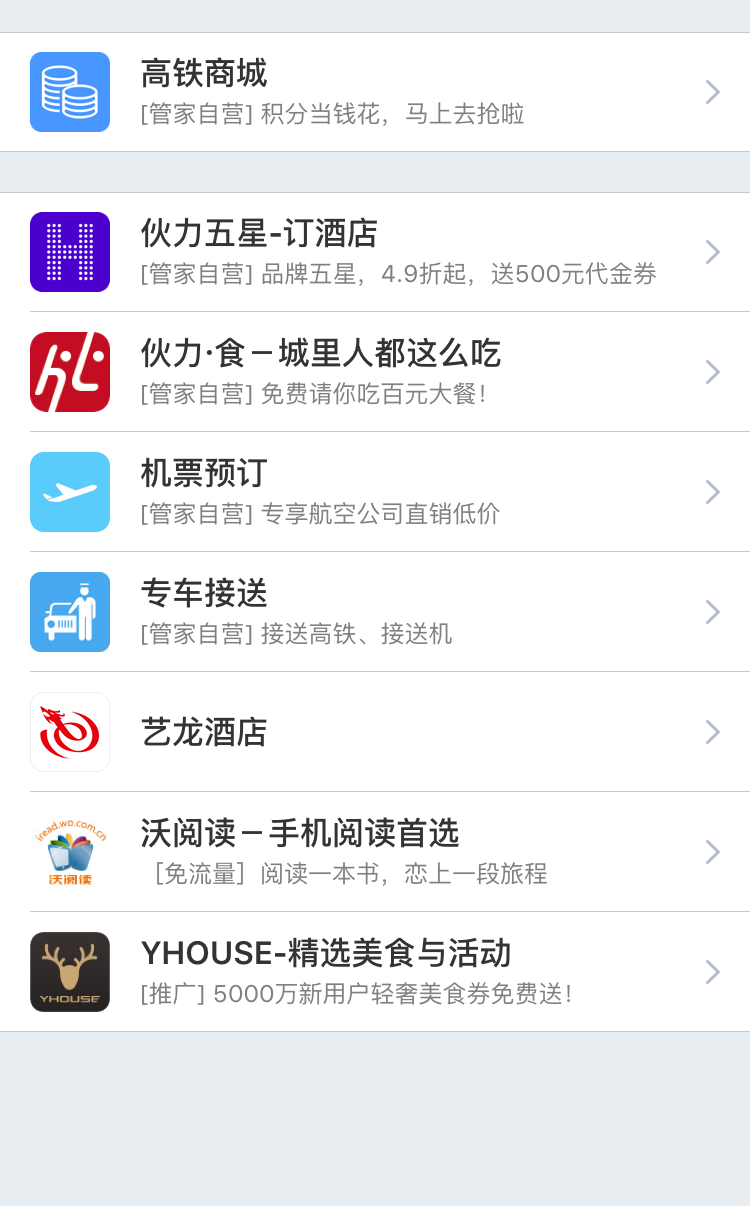 高铁商城
[管家自营] 积分当钱花，马上去抢啦
伙力五星-订酒店
[管家自营] 品牌五星，4.9折起，送500元代金券
伙力·食－城里人都这么吃
[管家自营] 免费请你吃百元大餐！
机票预订
[管家自营] 专享航空公司直销低价
专车接送
[管家自营] 接送高铁、接送机
艺龙酒店
iread.wo.com.cn
沃阅读
沃阅读－手机阅读首选
［免流量］阅读一本书，恋上一段旅程
YHOUSE
YHOUSE-精选美食与活动
[推广] 5000万新用户轻奢美食券免费送！